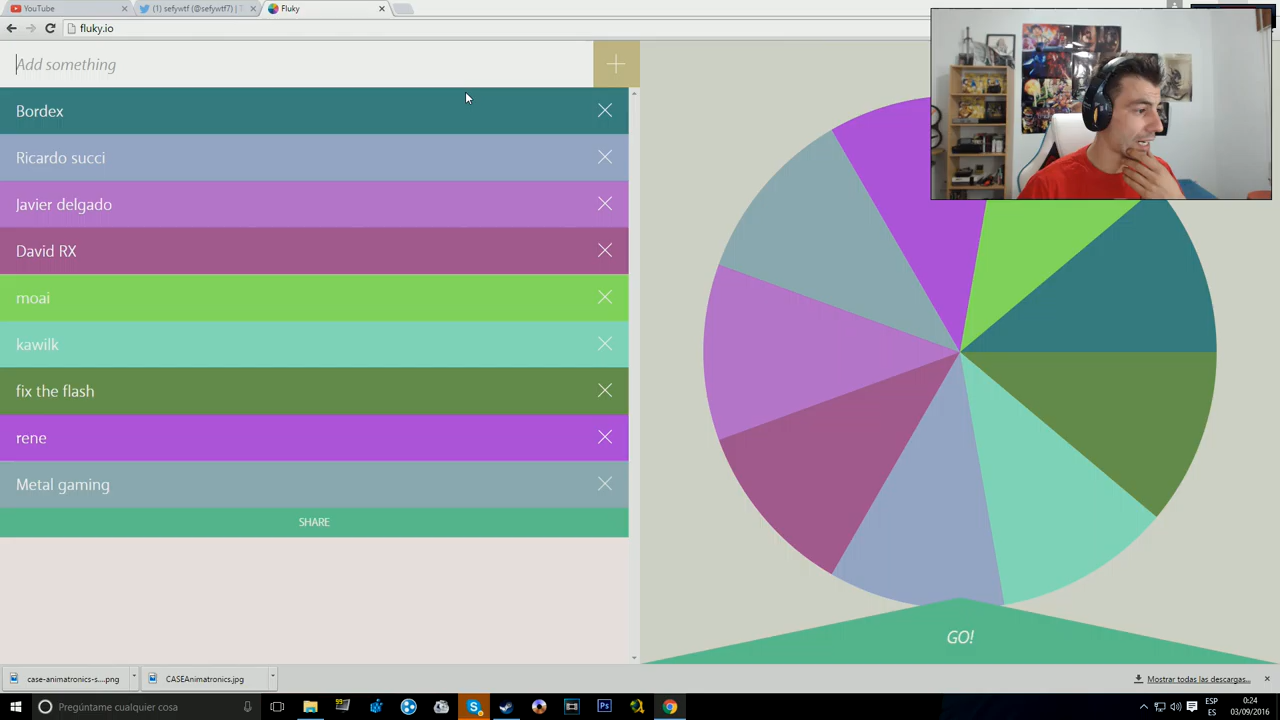 YouTube
(1) sefywtf (@sefywtf7) | T
Fluky
fluky.io
Add something
Bordex
Ricardo succi
Javier delgado
David RX
moai
kawilk
fix the flash
rene
Metal gaming
SHARE
GO!
case-animatronics-s....png
CASEAnimatronics.jpg
Mostrar todas las descargas...
Pregúntame cualquier cosa
ESP
ES
0:24
03/09/2016